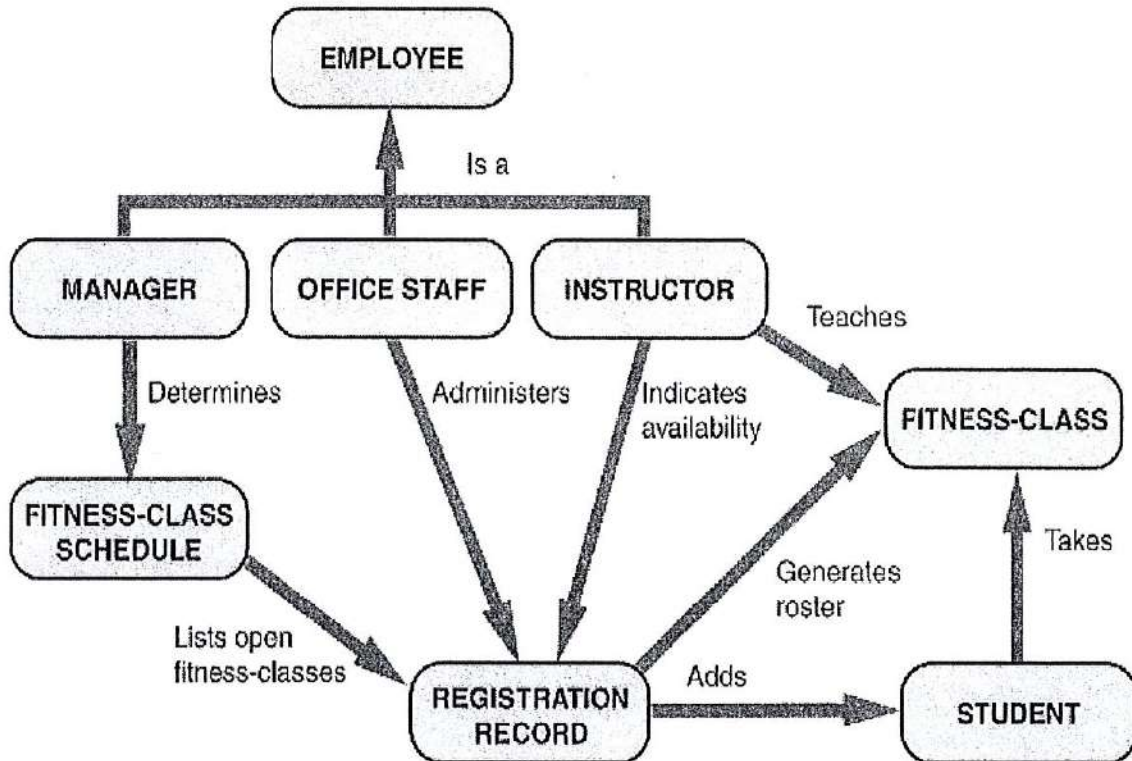 EMPLOYEE
Is a
MANAGER
OFFICE STAFF
INSTRUCTOR
Teaches
Determines
Administers
Indicates
availability
FITNESS-CLASS
FITNESS-CLASS
SCHEDULE
Takes
Generates
roster
Lists open
fitness-classes
Adds
REGISTRATION
RECORD
STUDENT